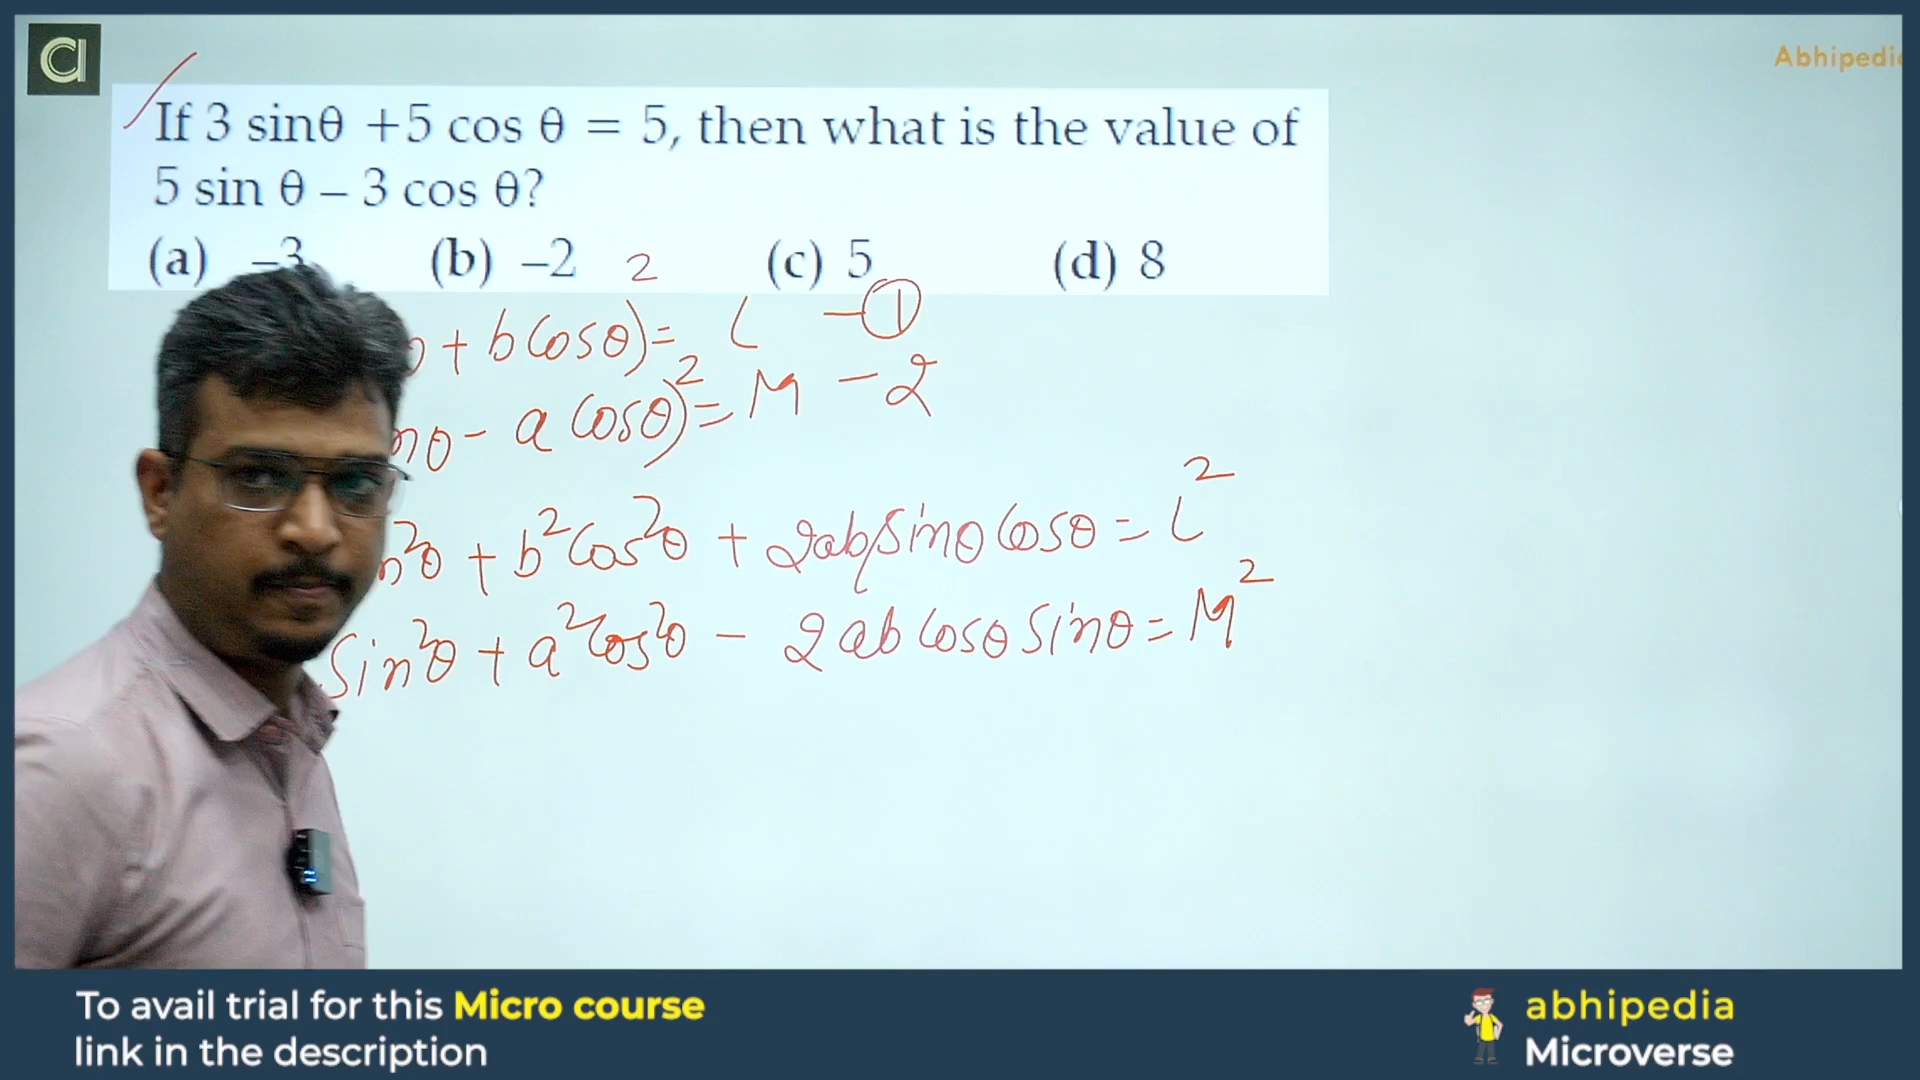 Abhipedia
If 3 sinθ +5 cos θ = 5, then what is the value of
5 sin θ – 3 cos θ?
(a) –3 (b) –2 (c) 5 (d) 8
+ b cosθ)² = L – ①
θ - a cosθ)² = M – 2
²θ + b²cos²θ + 2ab sinθ cosθ = L²
sin²θ + a²cos²θ – 2ab cosθ sinθ = M²
To avail trial for this Micro course
link in the description
abhipedia
Microverse